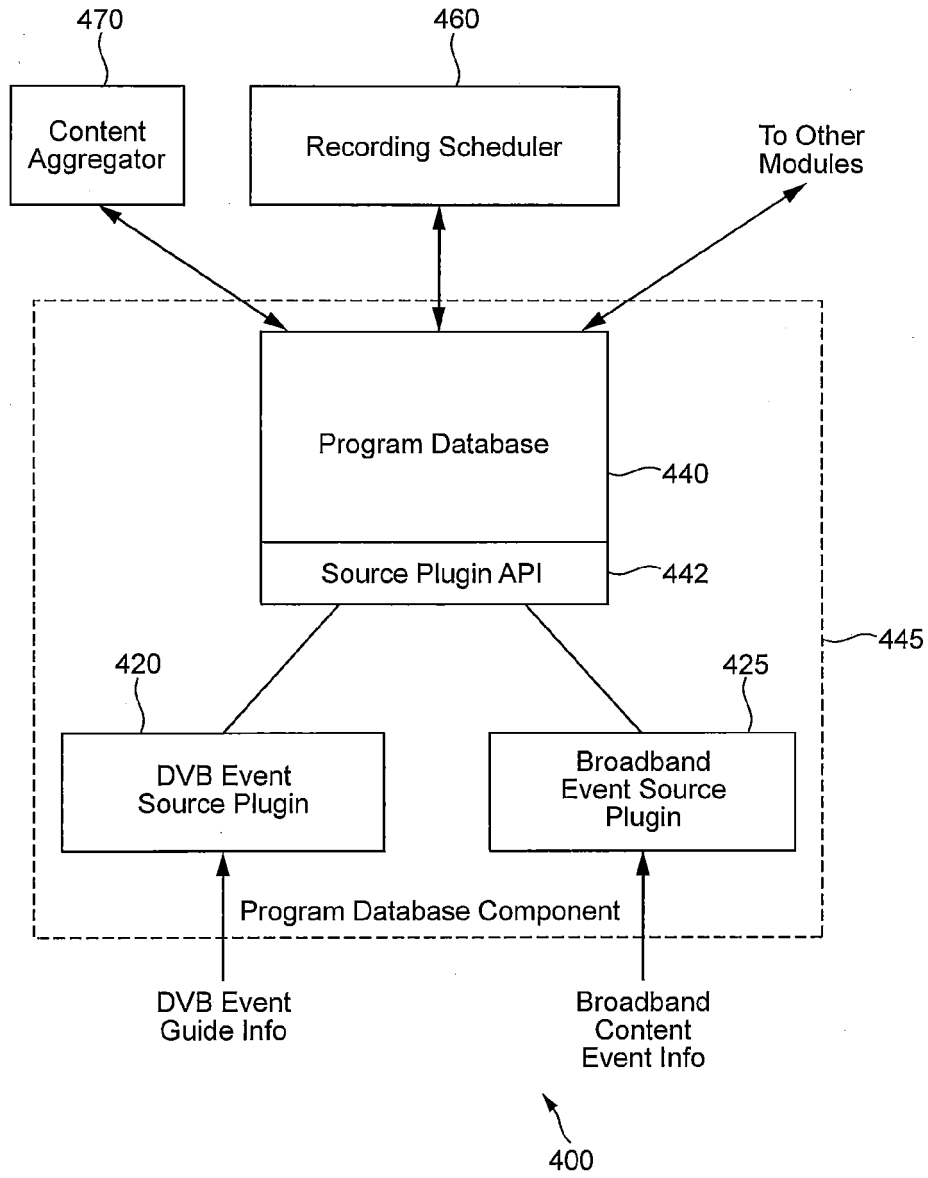 470
460
Content
Aggregator
Recording Scheduler
To Other
Modules
Program Database
440
Source Plugin API
442
445
420
425
DVB Event
Source Plugin
Broadband
Event Source
Plugin
Program Database Component
DVB Event
Guide Info
Broadband
Content
Event Info
400